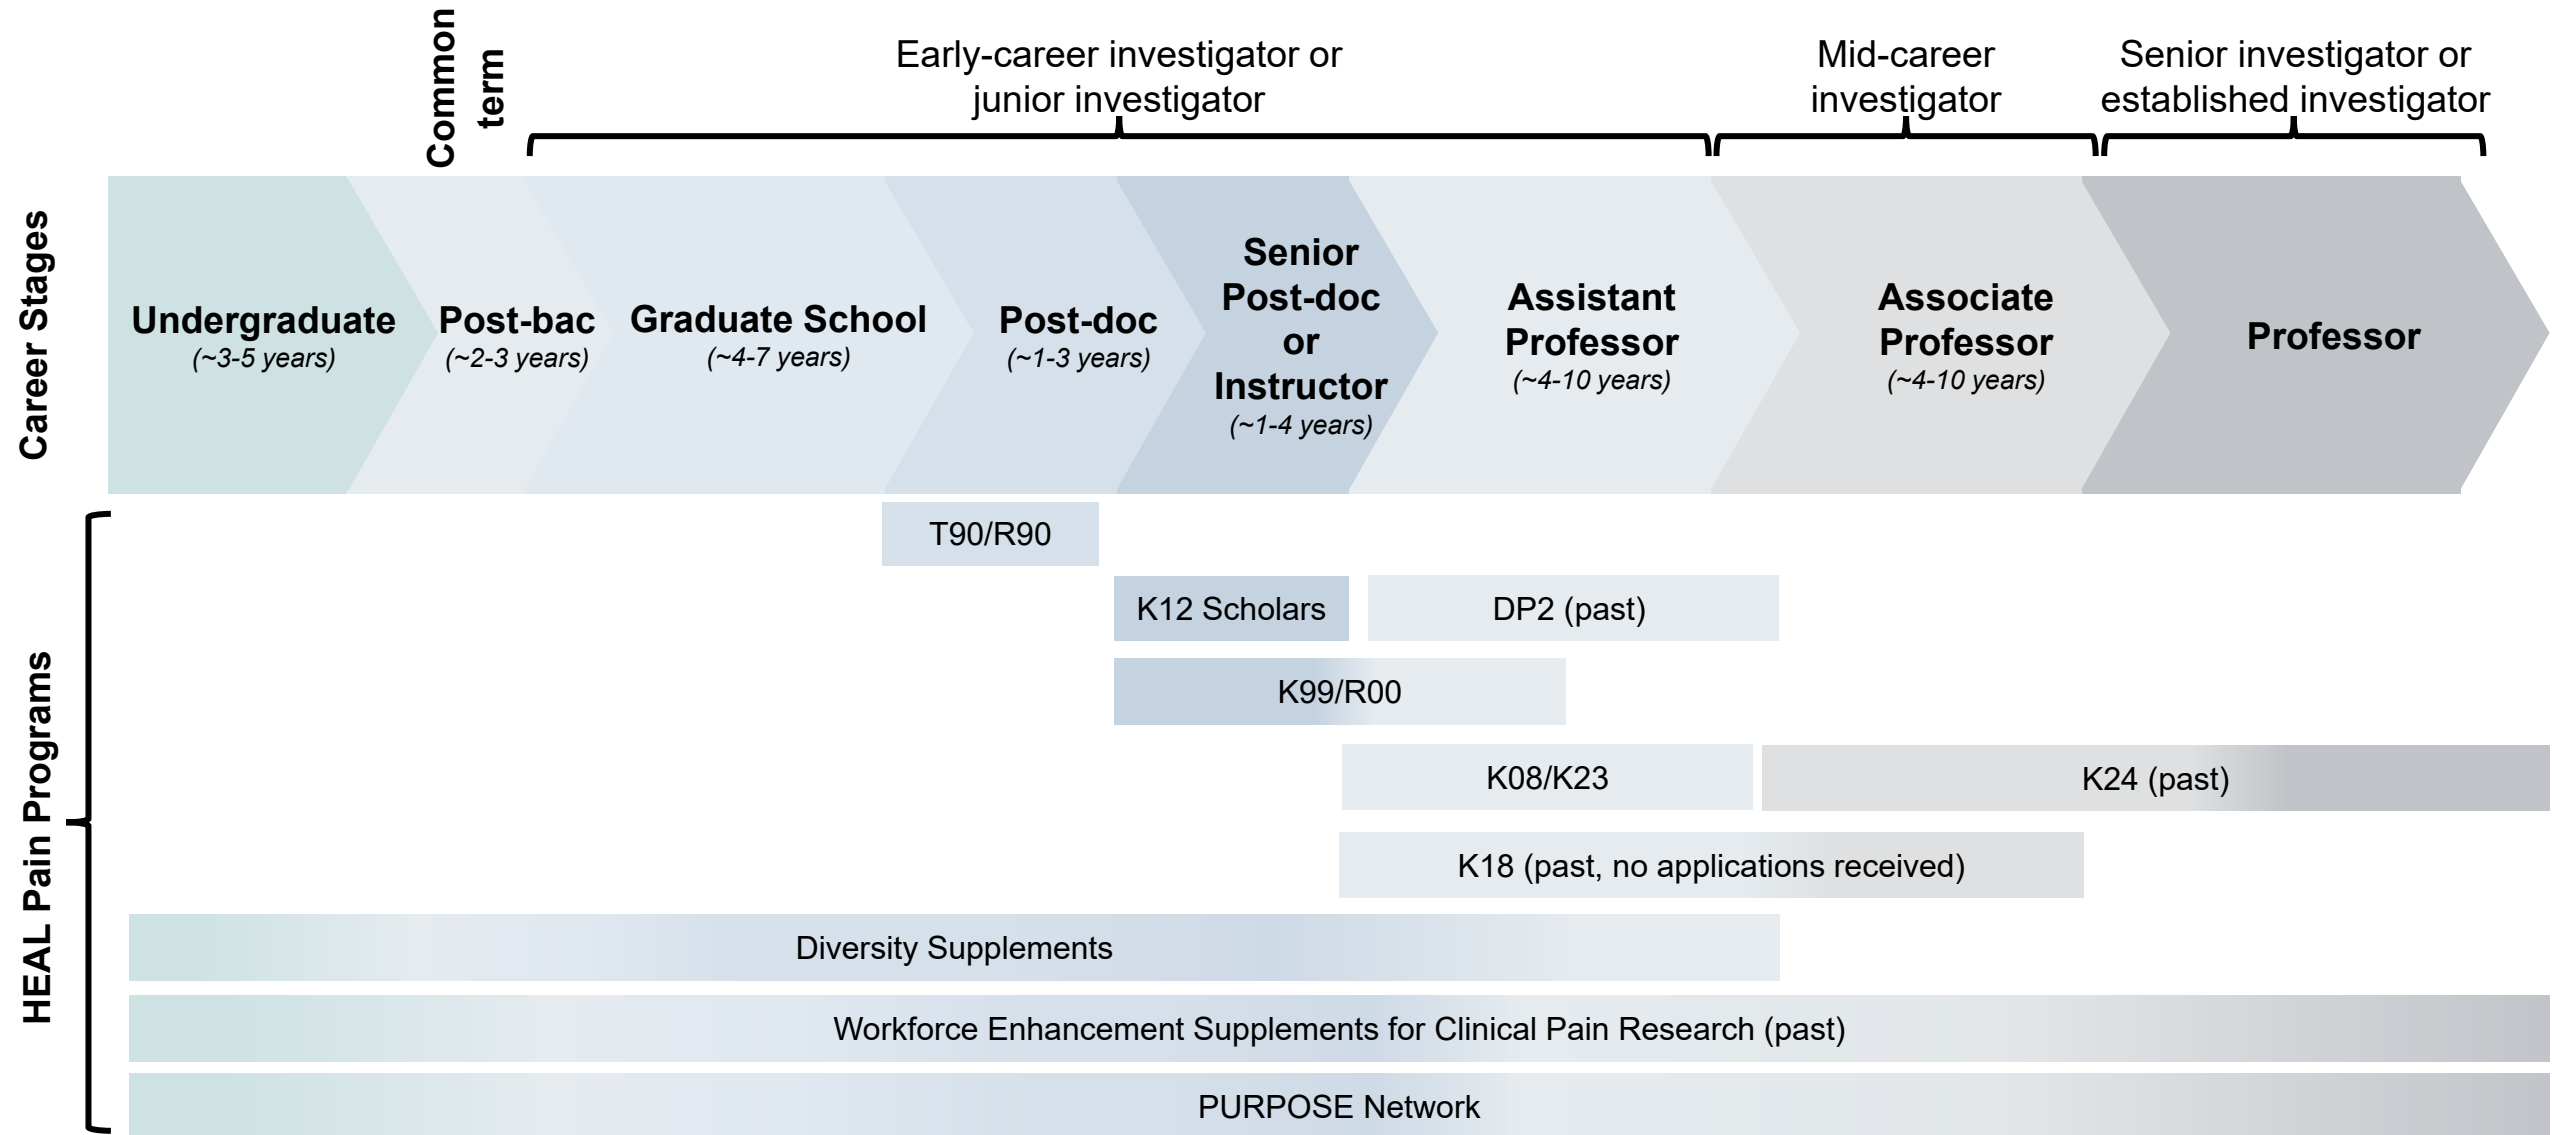 Common
term
Early-career investigator or
junior investigator
Mid-career
investigator
Senior investigator or
established investigator
Career Stages
Undergraduate
(~3-5 years)
Post-bac
(~2-3 years)
Graduate School
(~4-7 years)
Post-doc
(~1-3 years)
Senior
Post-doc
or
Instructor
(~1-4 years)
Assistant
Professor
(~4-10 years)
Associate
Professor
(~4-10 years)
Professor
HEAL Pain Programs
T90/R90
K12 Scholars
DP2 (past)
K99/R00
K08/K23
K24 (past)
K18 (past, no applications received)
Diversity Supplements
Workforce Enhancement Supplements for Clinical Pain Research (past)
PURPOSE Network